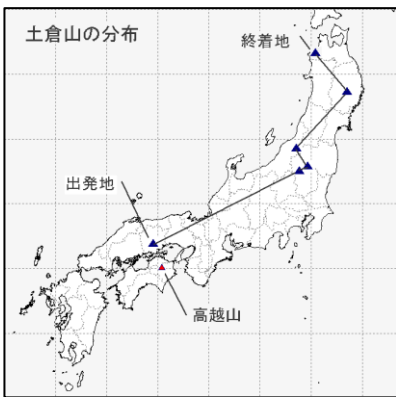 土倉山の分布
終着地
出発地
高越山